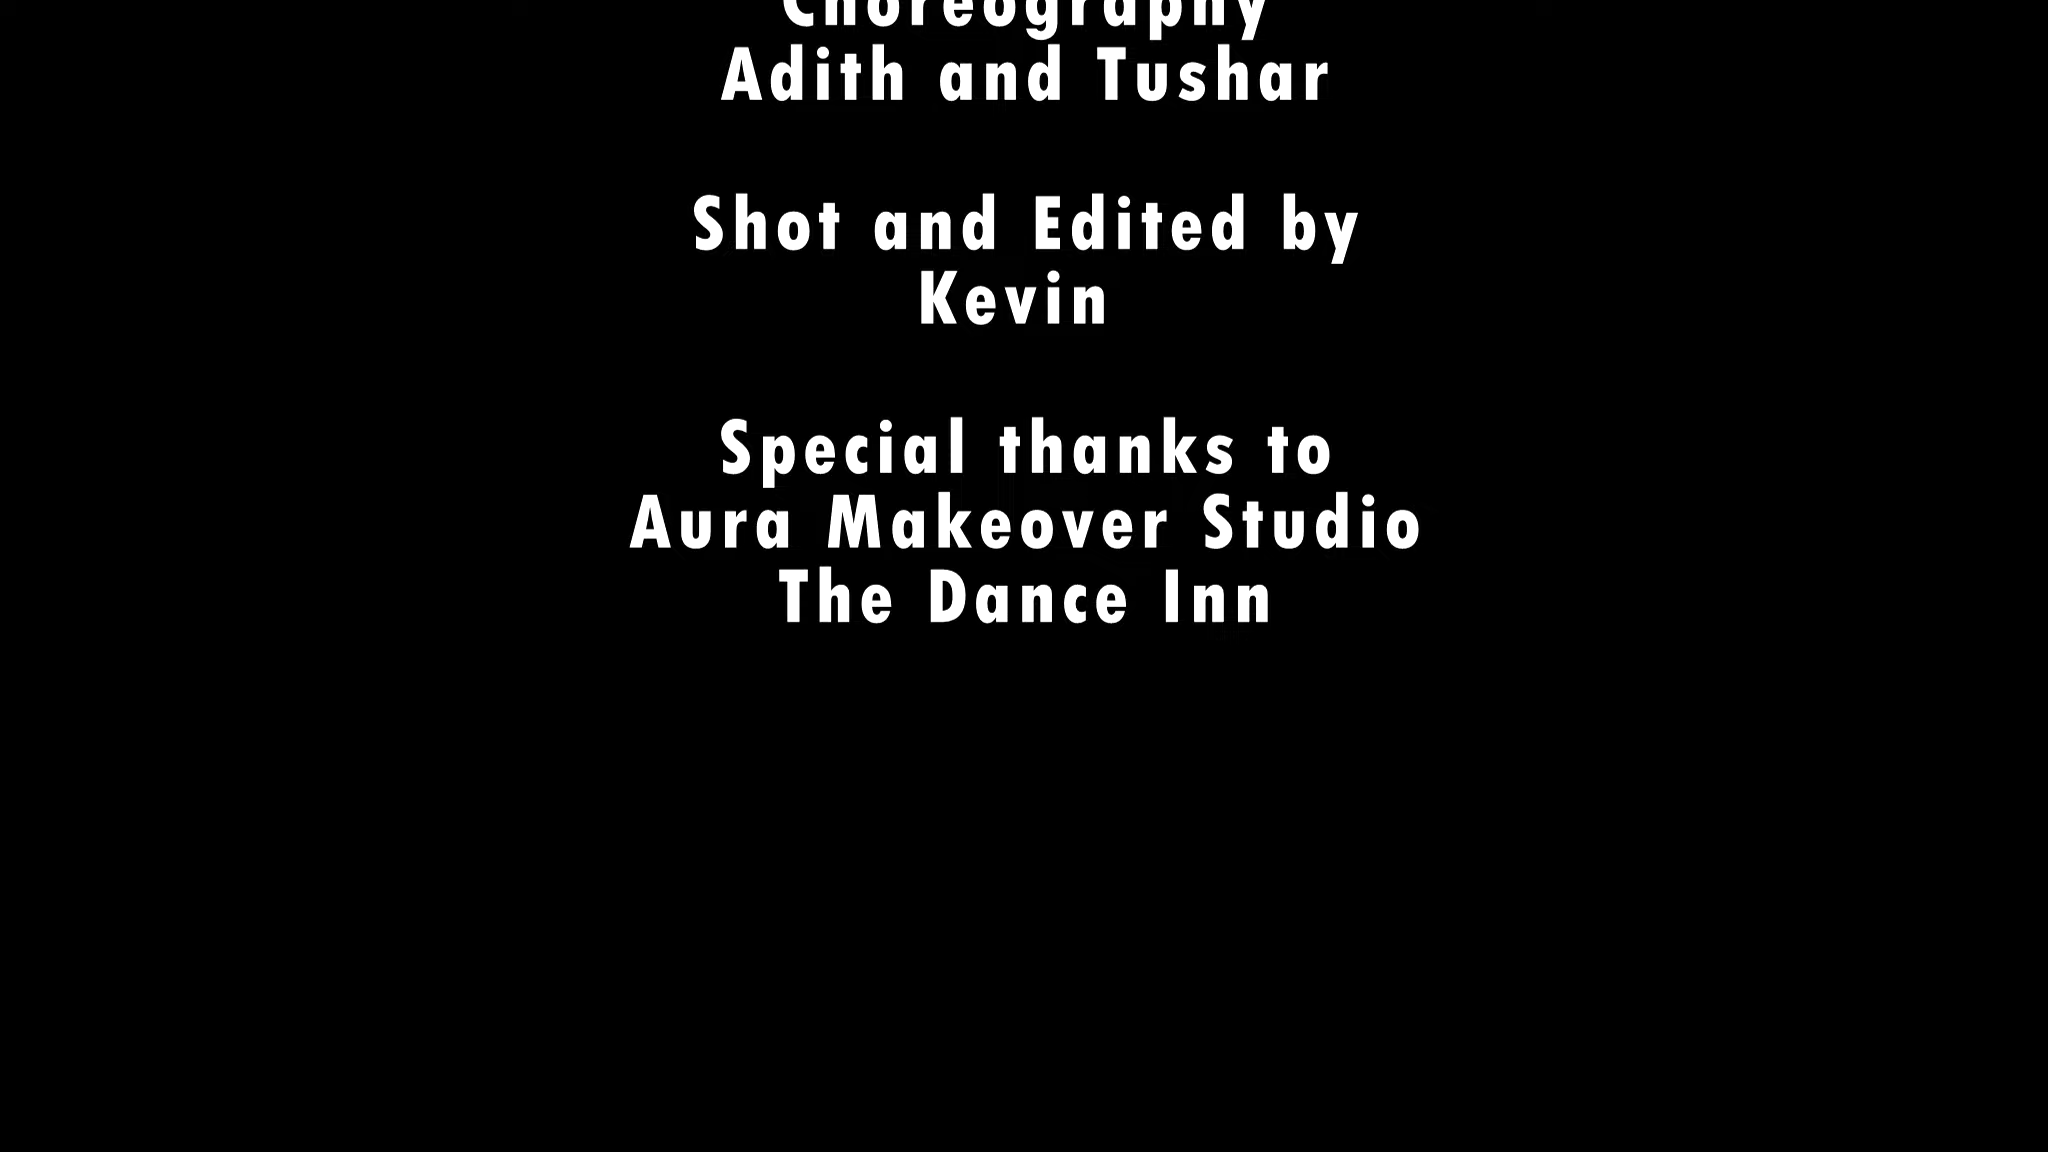 Choreography
Adith and Tushar
Shot and Edited by
Kevin
Special thanks to
Aura Makeover Studio
The Dance Inn